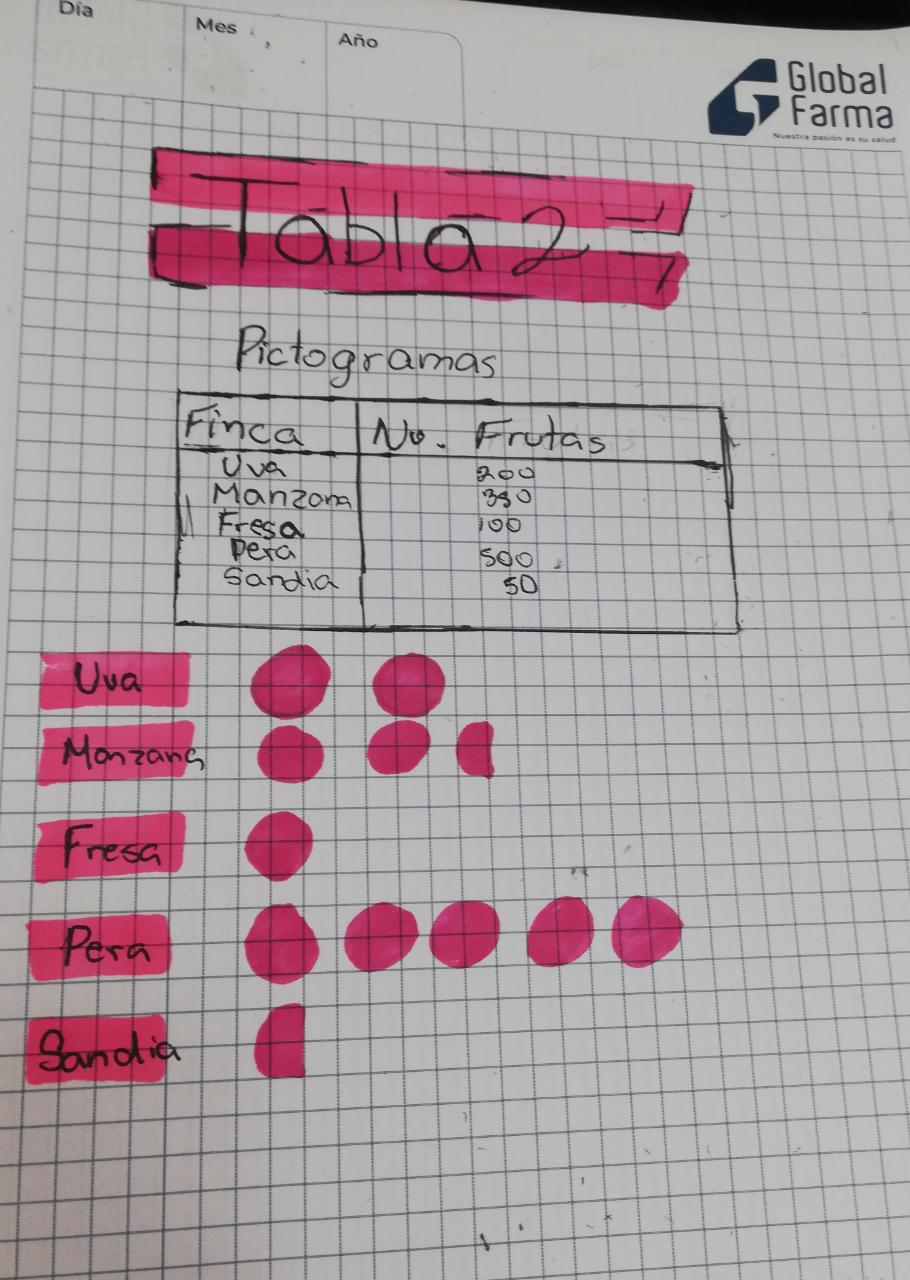 Día Mes Año
Global
Farma
Nuestra pasión es su salud
Tabla 2
Pictogramas
Finca No. Frutas
Uva 200
Manzana
Fresa 100
Pera 500
Sandia 50
Uva
Manzana
Fresa
Pera
Sandia